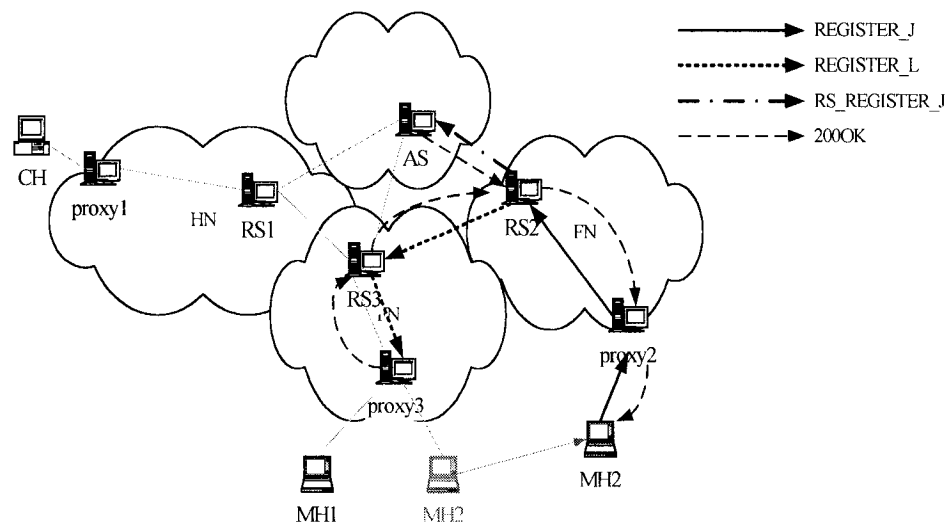 REGISTER_J
REGISTER_L
RS_REGISTER_J
200OK
AS
CH
proxy1
HN
RS1
RS2
FN
RS3
proxy2
proxy3
MH2
MH1
MH2